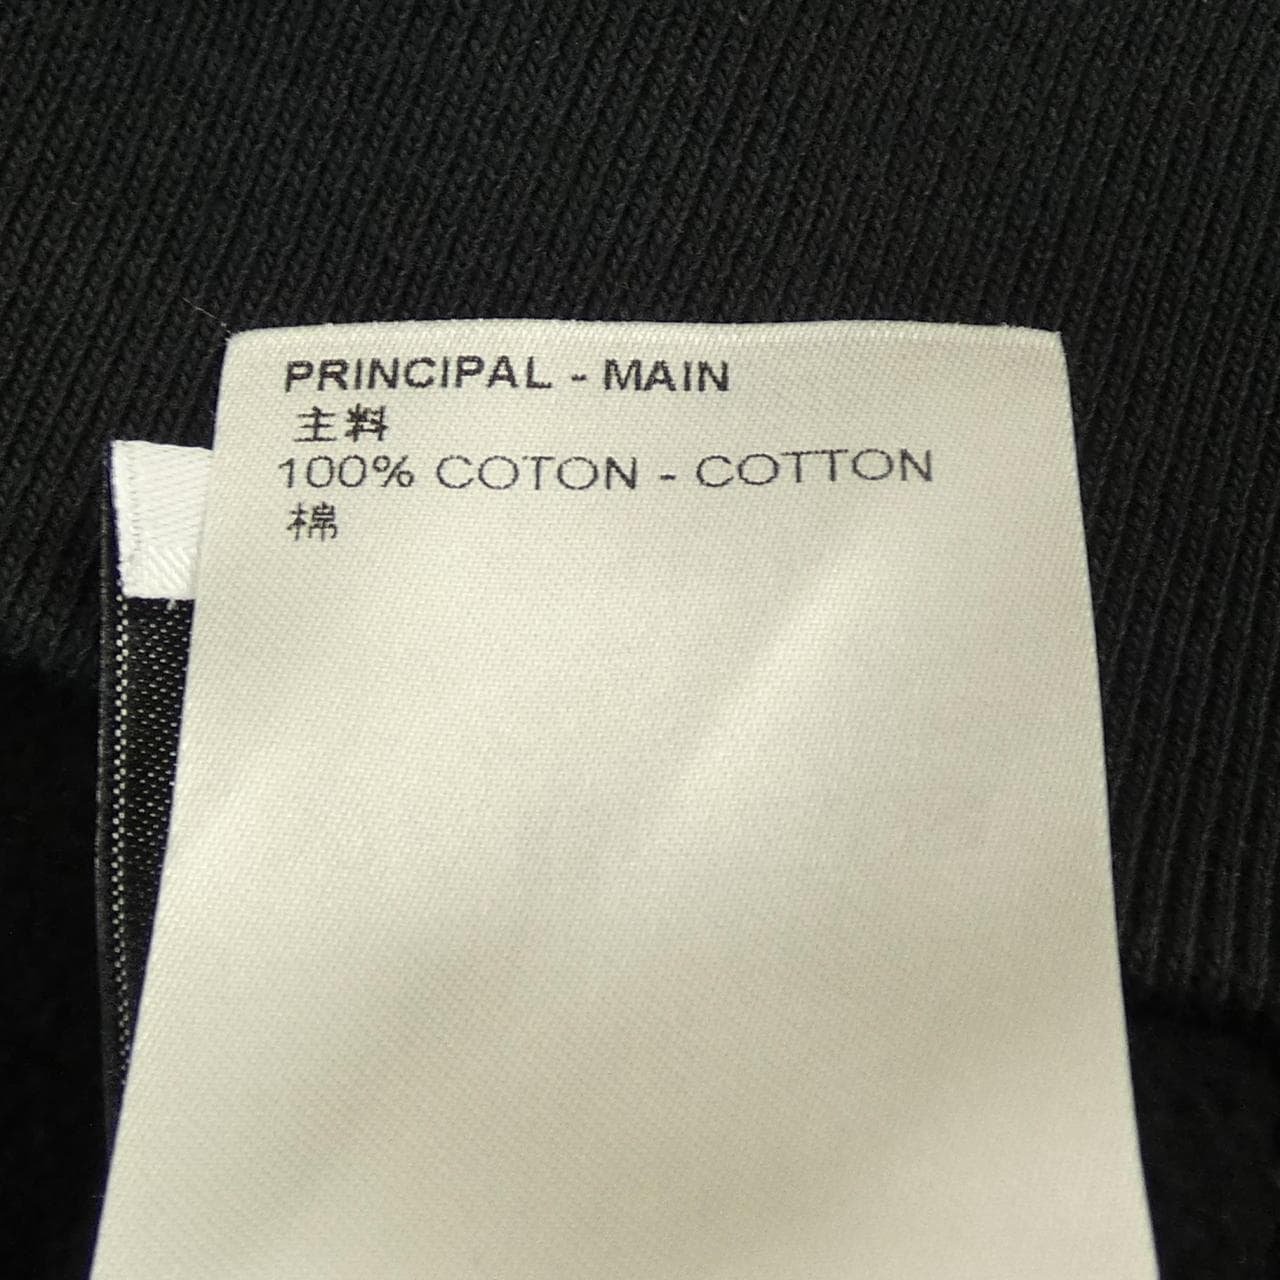 PRINCIPAL - MAIN
主料
100% COTON - COTTON
棉